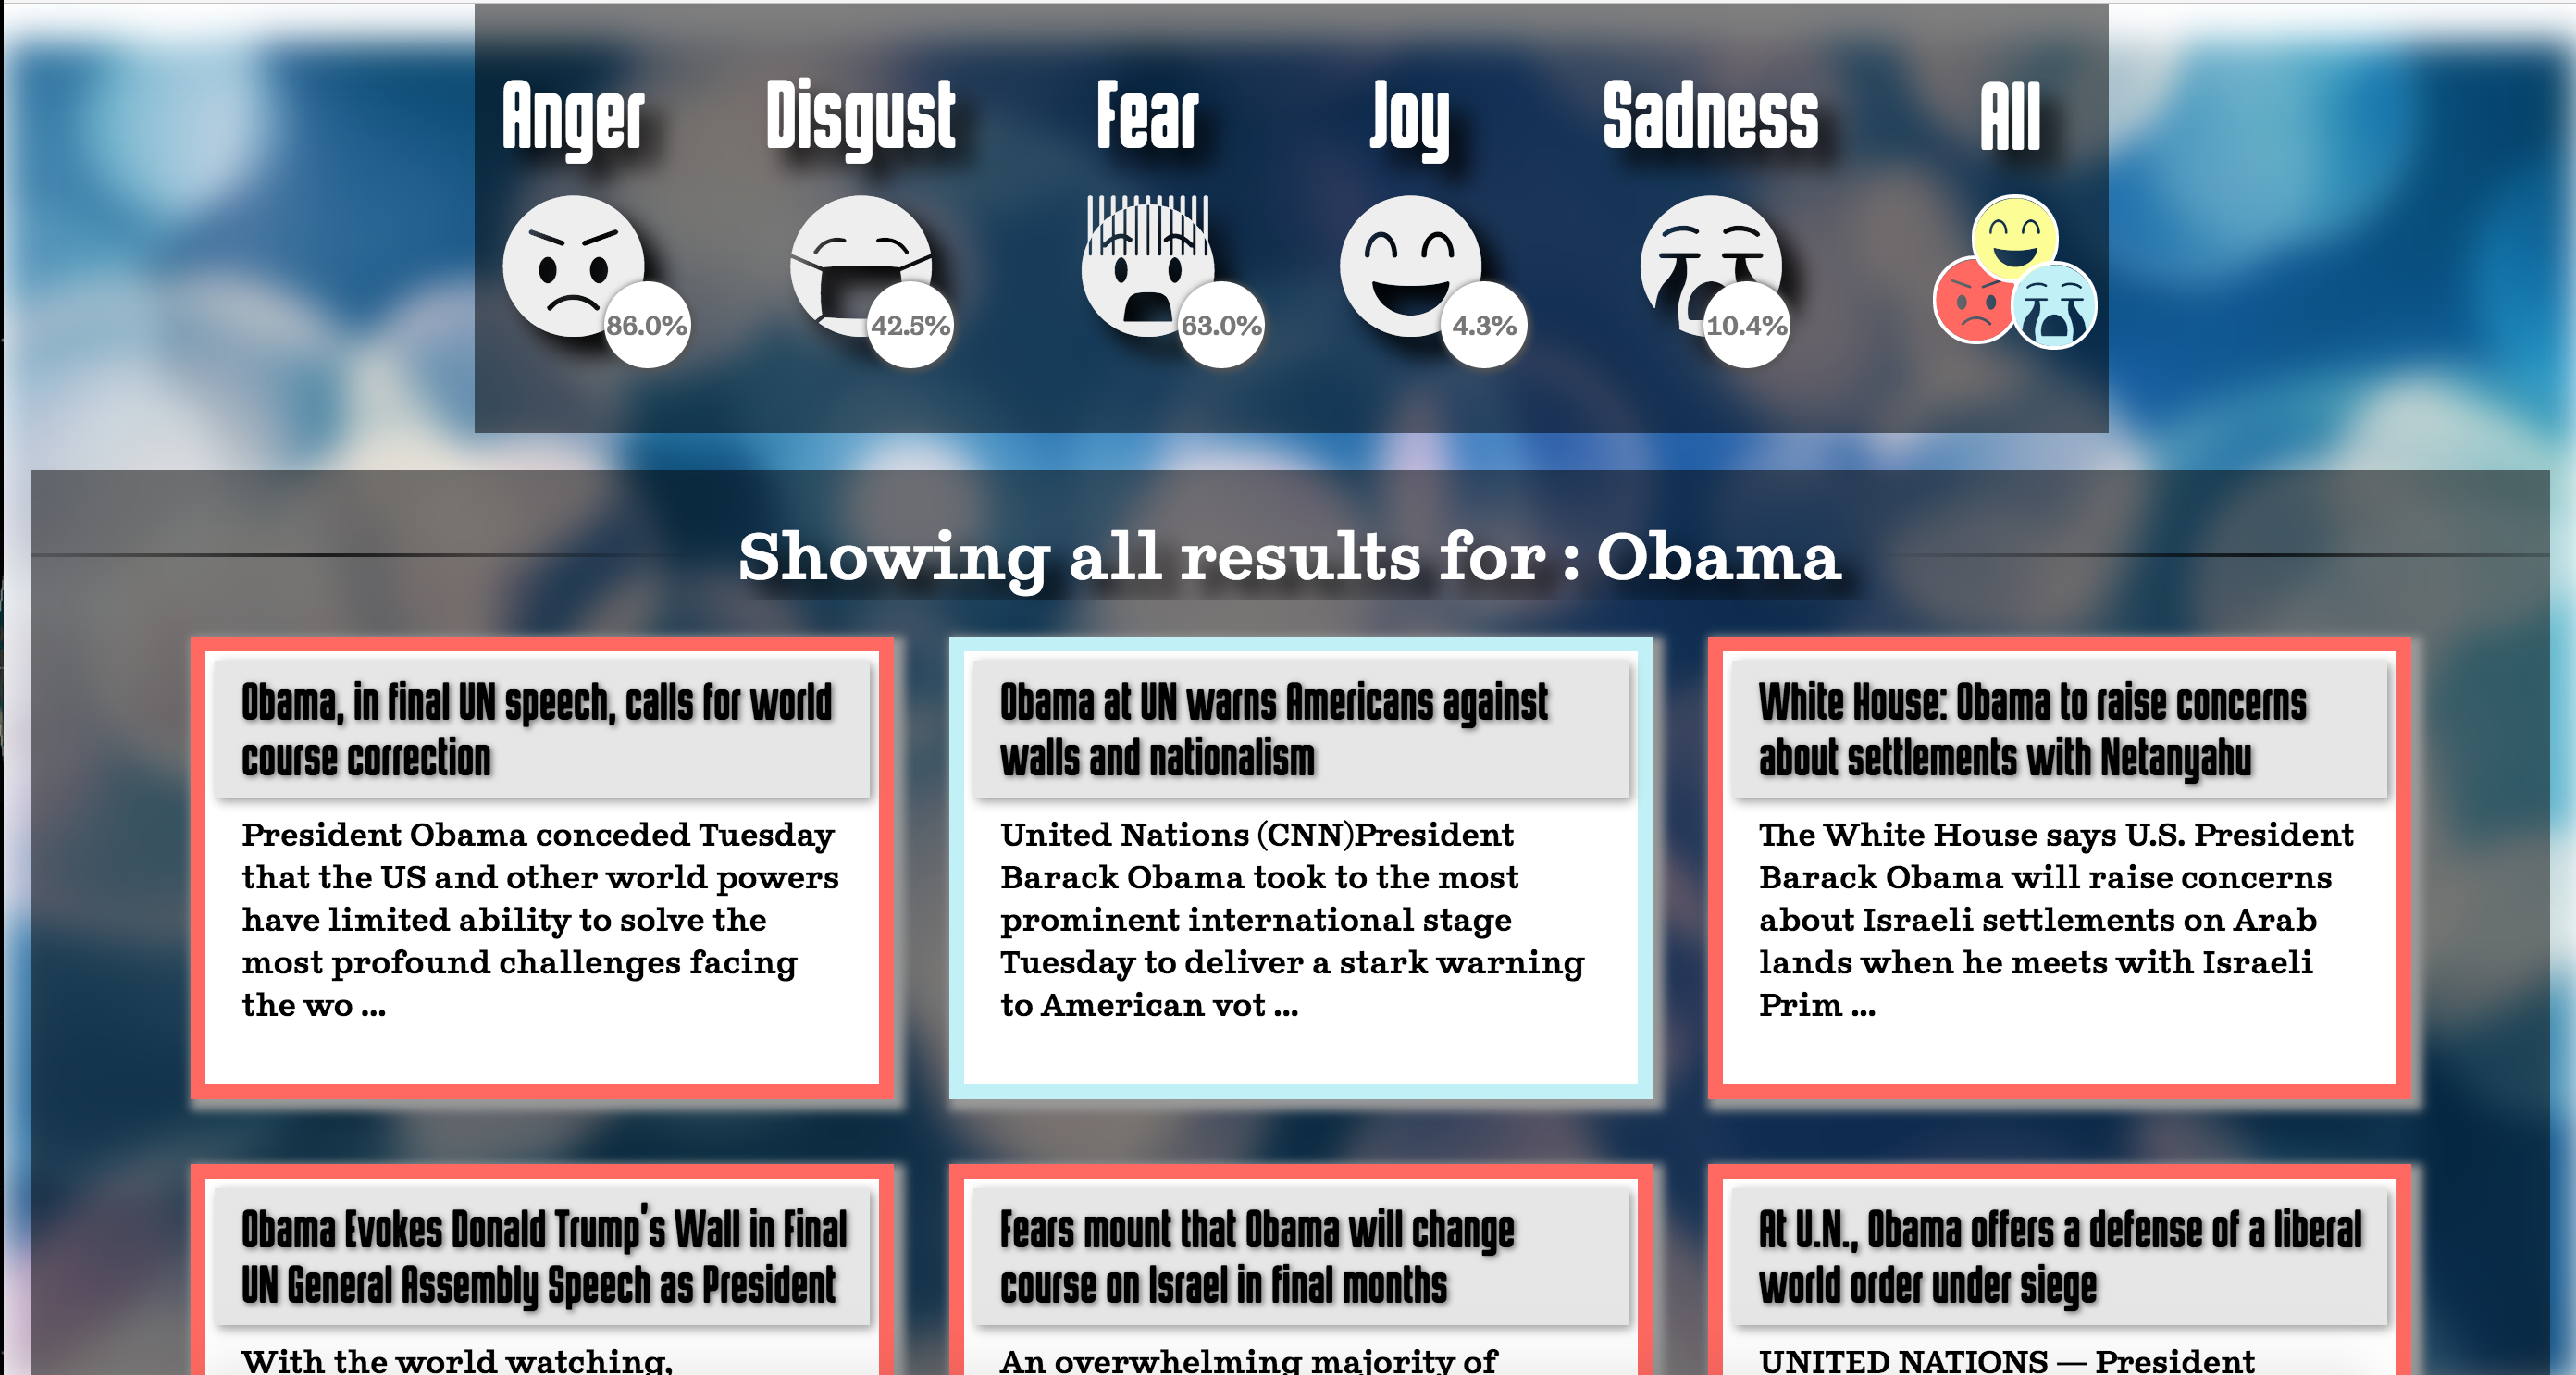 Anger Disgust Fear Joy Sadness All
86.0% 42.5% 63.0% 4.3% 10.4%
Showing all results for : Obama
Obama, in final UN speech, calls for world
course correction
President Obama conceded Tuesday
that the US and other world powers
have limited ability to solve the
most profound challenges facing
the wo ...
Obama at UN warns Americans against
walls and nationalism
United Nations (CNN)President
Barack Obama took to the most
prominent international stage
Tuesday to deliver a stark warning
to American vot ...
White House: Obama to raise concerns
about settlements with Netanyahu
The White House says U.S. President
Barack Obama will raise concerns
about Israeli settlements on Arab
lands when he meets with Israeli
Prim ...
Obama Evokes Donald Trump's Wall in Final
UN General Assembly Speech as President
With the world watching,
Fears mount that Obama will change
course on Israel in final months
An overwhelming majority of
At U.N., Obama offers a defense of a liberal
world order under siege
UNITED NATIONS — President